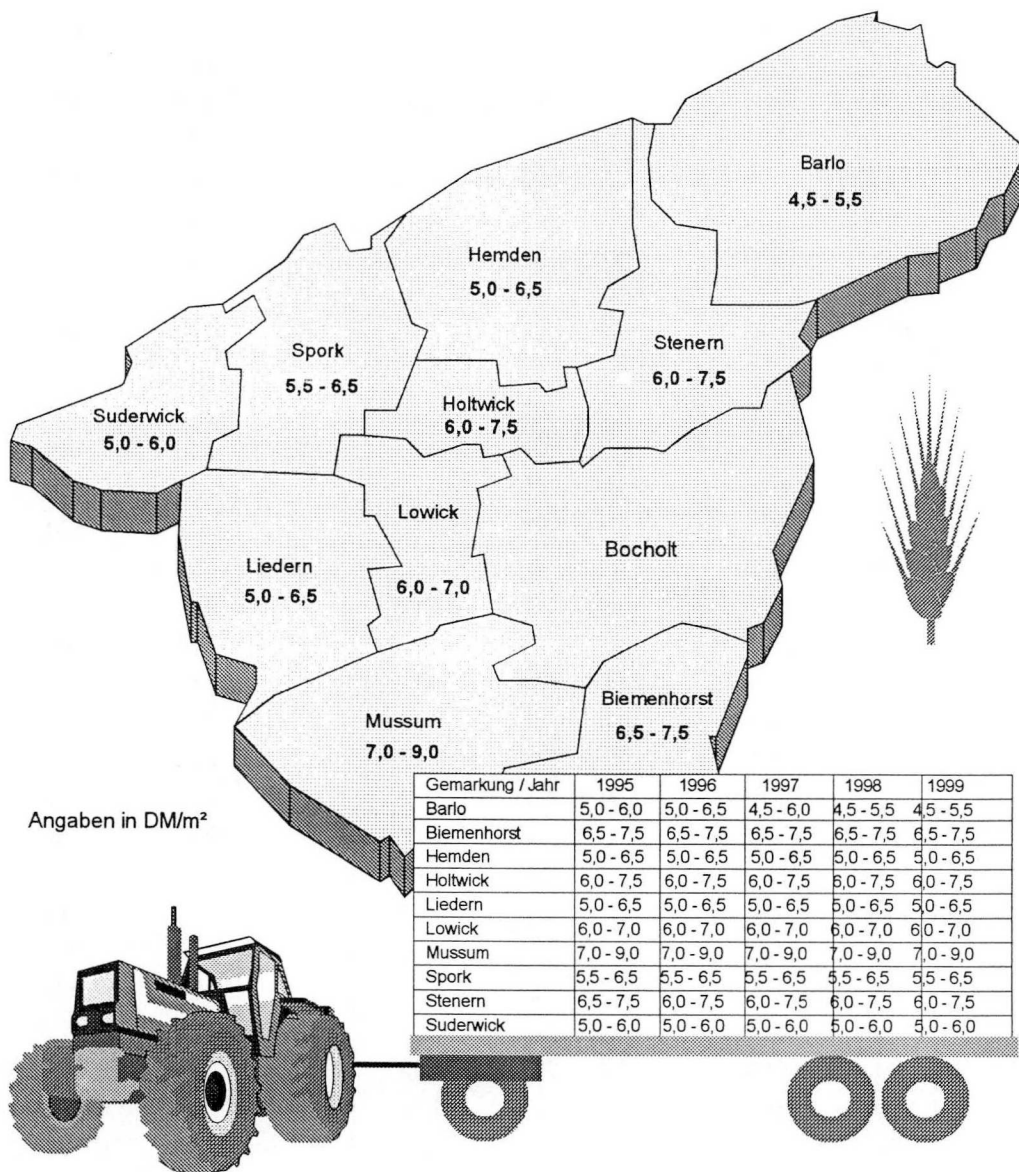 Barlo
4,5 - 5,5
Hemden
5,0 - 6,5
Stenern
6,0 - 7,5
Spork
5,5 - 6,5
Holtwick
6,0 - 7,5
Suderwick
5,0 - 6,0
Lowick
6,0 - 7,0
Bocholt
Liedern
5,0 - 6,5
Biemenhorst
6,5 - 7,5
Mussum
7,0 - 9,0
Angaben in DM/m²
Gemarkung / Jahr 1995 1996 1997 1998 1999
Barlo 5,0 - 6,0 5,0 - 6,5 4,5 - 6,0 4,5 - 5,5 4,5 - 5,5
Biemenhorst 6,5 - 7,5 6,5 - 7,5 6,5 - 7,5 6,5 - 7,5 6,5 - 7,5
Hemden 5,0 - 6,5 5,0 - 6,5 5,0 - 6,5 5,0 - 6,5 5,0 - 6,5
Holtwick 6,0 - 7,5 6,0 - 7,5 6,0 - 7,5 6,0 - 7,5 6,0 - 7,5
Liedern 5,0 - 6,5 5,0 - 6,5 5,0 - 6,5 5,0 - 6,5 5,0 - 6,5
Lowick 6,0 - 7,0 6,0 - 7,0 6,0 - 7,0 6,0 - 7,0 6,0 - 7,0
Mussum 7,0 - 9,0 7,0 - 9,0 7,0 - 9,0 7,0 - 9,0 7,0 - 9,0
Spork 5,5 - 6,5 5,5 - 6,5 5,5 - 6,5 5,5 - 6,5 5,5 - 6,5
Stenern 6,5 - 7,5 6,0 - 7,5 6,0 - 7,5 6,0 - 7,5 6,0 - 7,5
Suderwick 5,0 - 6,0 5,0 - 6,0 5,0 - 6,0 5,0 - 6,0 5,0 - 6,0